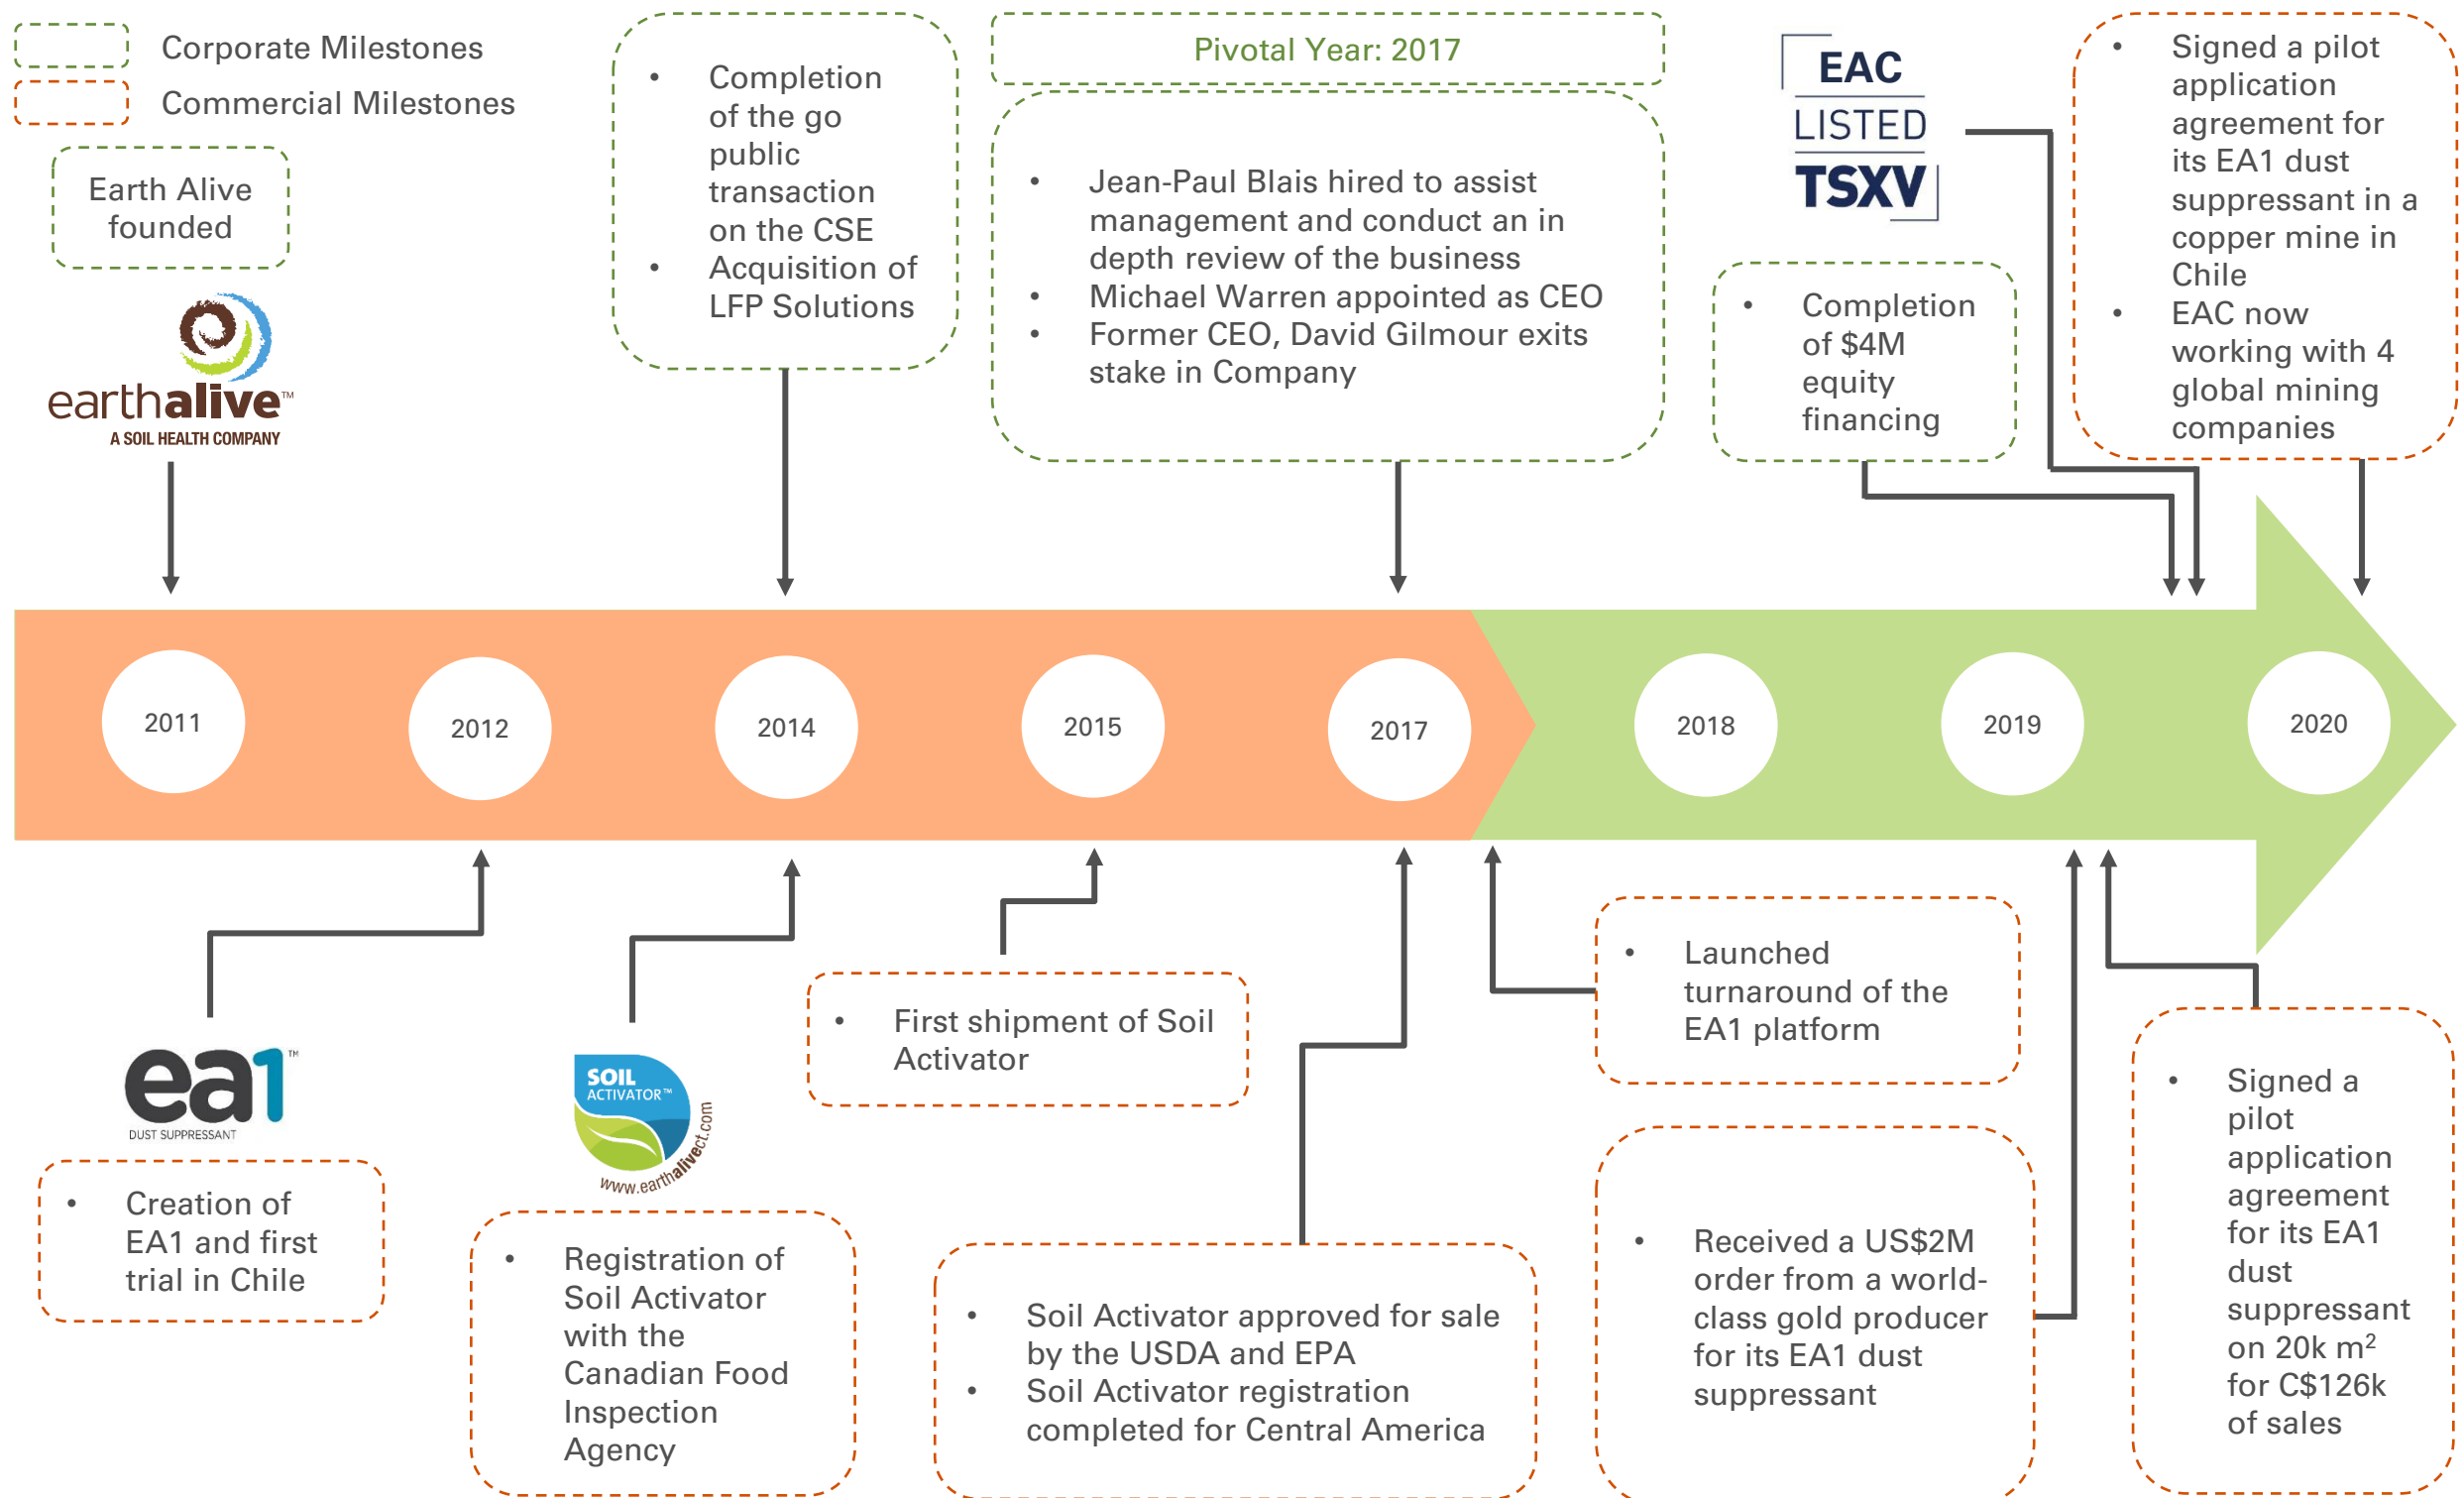 Corporate Milestones
Commercial Milestones
Earth Alive
founded
earthalive™
A SOIL HEALTH COMPANY
• Completion
of the go
public
transaction
on the CSE
• Acquisition of
LFP Solutions
Pivotal Year: 2017
• Jean-Paul Blais hired to assist
management and conduct an in
depth review of the business
• Michael Warren appointed as CEO
• Former CEO, David Gilmour exits
stake in Company
EAC
LISTED
TSXV
• Completion
of $4M
equity
financing
• Signed a pilot
application
agreement for
its EA1 dust
suppressant in a
copper mine in
Chile
• EAC now
working with 4
global mining
companies
2011
2012
2014
2015
2017
2018
2019
2020
ea1™
DUST SUPPRESSANT
• Creation of
EA1 and first
trial in Chile
SOIL
ACTIVATOR™
www.earthalivect.com
• Registration of
Soil Activator
with the
Canadian Food
Inspection
Agency
• First shipment of Soil
Activator
• Soil Activator approved for sale
by the USDA and EPA
• Soil Activator registration
completed for Central America
• Launched
turnaround of the
EA1 platform
• Received a US$2M
order from a world-
class gold producer
for its EA1 dust
suppressant
• Signed a
pilot
application
agreement
for its EA1
dust
suppressant
on 20k m²
for C$126k
of sales